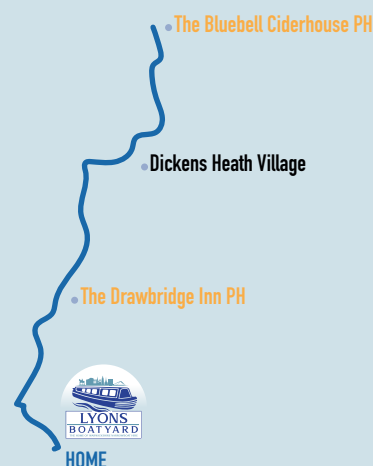 The Bluebell Ciderhouse PH
Dickens Heath Village
The Drawbridge Inn PH
LYONS
BOATYARD
HOME